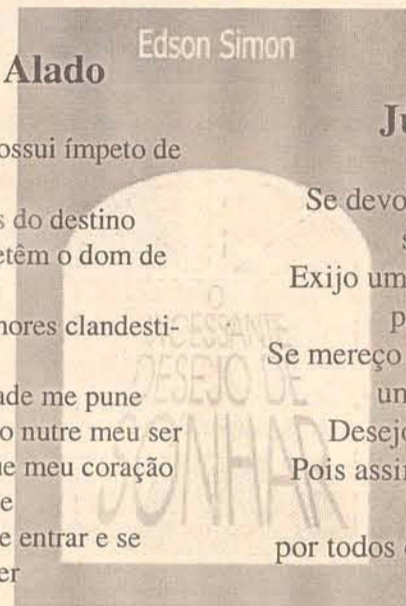 Edson Simon
Alado
ossui ímpeto de
s do destino
etêm o dom de
nores clandesti-
ade me pune
o nutre meu ser
ue meu coração
e
e entrar e se
er
Ju
Se devo
s
Exijo um
p
Se mereço
un
Desejo
Pois assin
por todos
O
INCESSANTE
DESEJO DE
SONHAR